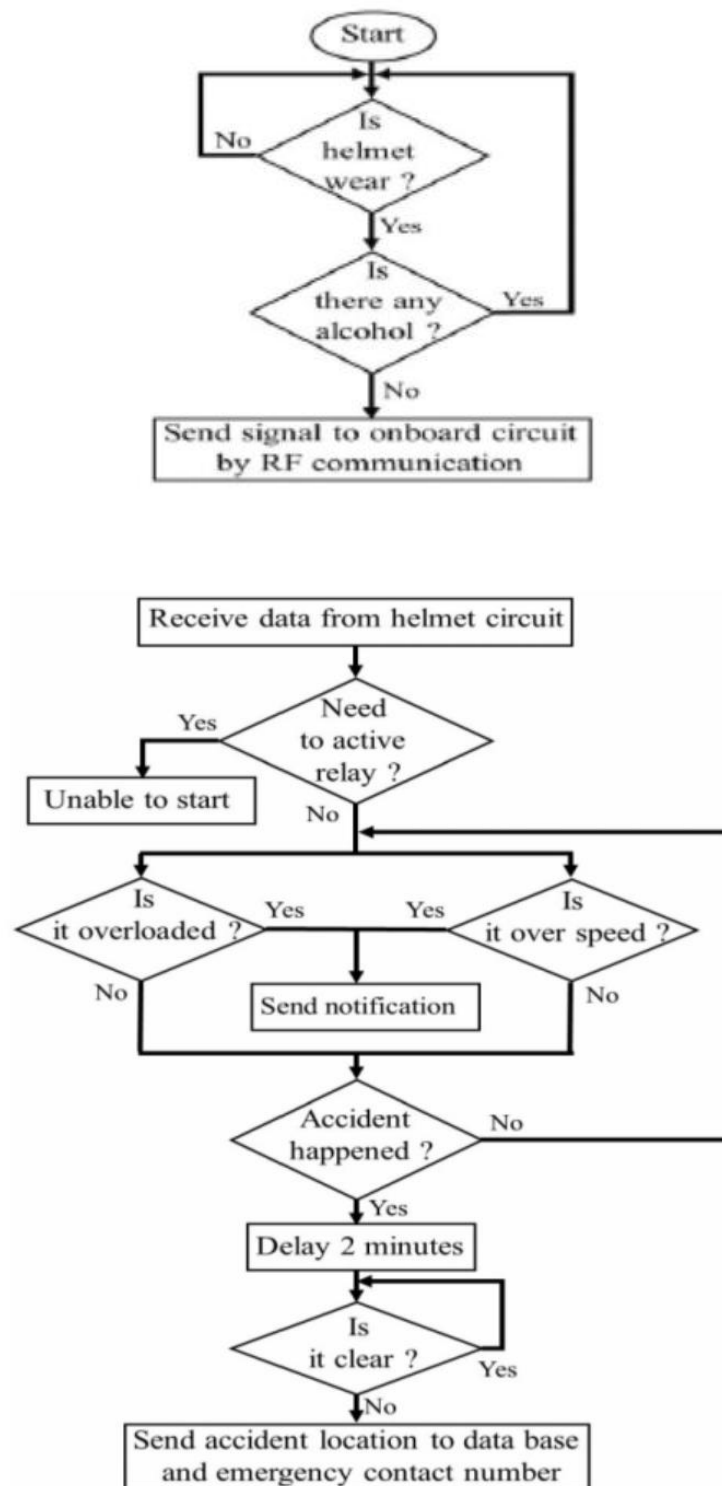 Start
Is
helmet
wear ?
No
Yes
Is
there any
alcohol ?
Yes
No
Send signal to onboard circuit
by RF communication
Receive data from helmet circuit
Need
to active
relay ?
Yes
Unable to start
No
Is
it overloaded ?
Yes
Yes
Is
it over speed ?
No
Send notification
No
Accident
happened ?
No
Yes
Delay 2 minutes
Is
it clear ?
Yes
No
Send accident location to data base
and emergency contact number